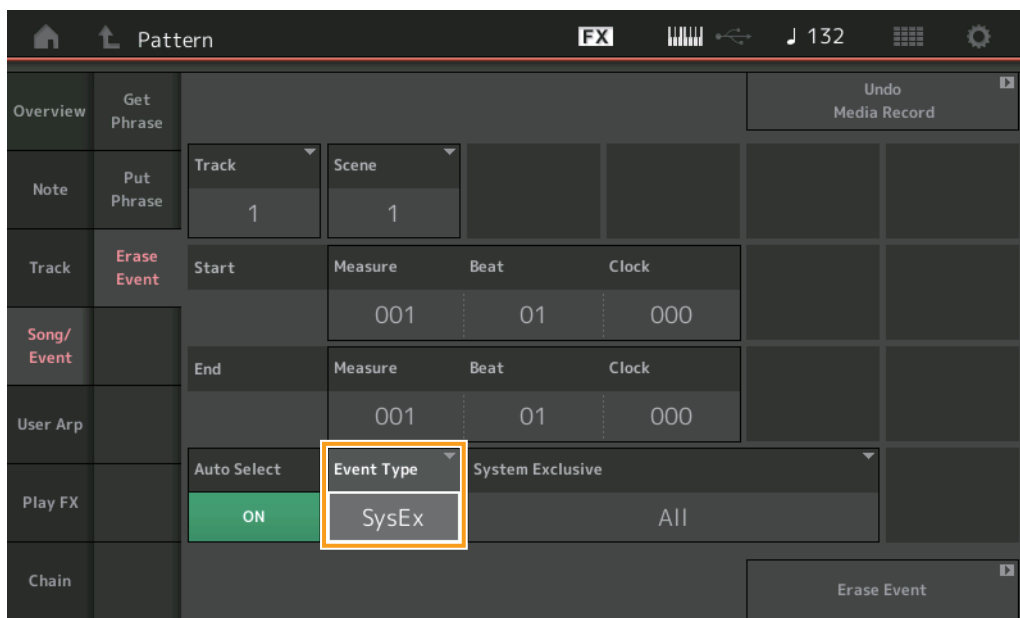 Pattern
FX
132
Overview
Get
Phrase
Undo
Media Record
Note
Put
Phrase
Track
Scene
1
1
Track
Erase
Event
Start
Measure
Beat
Clock
001
01
000
Song/
Event
End
Measure
Beat
Clock
001
01
000
User Arp
Auto Select
Event Type
System Exclusive
Play FX
ON
SysEx
All
Chain
Erase Event